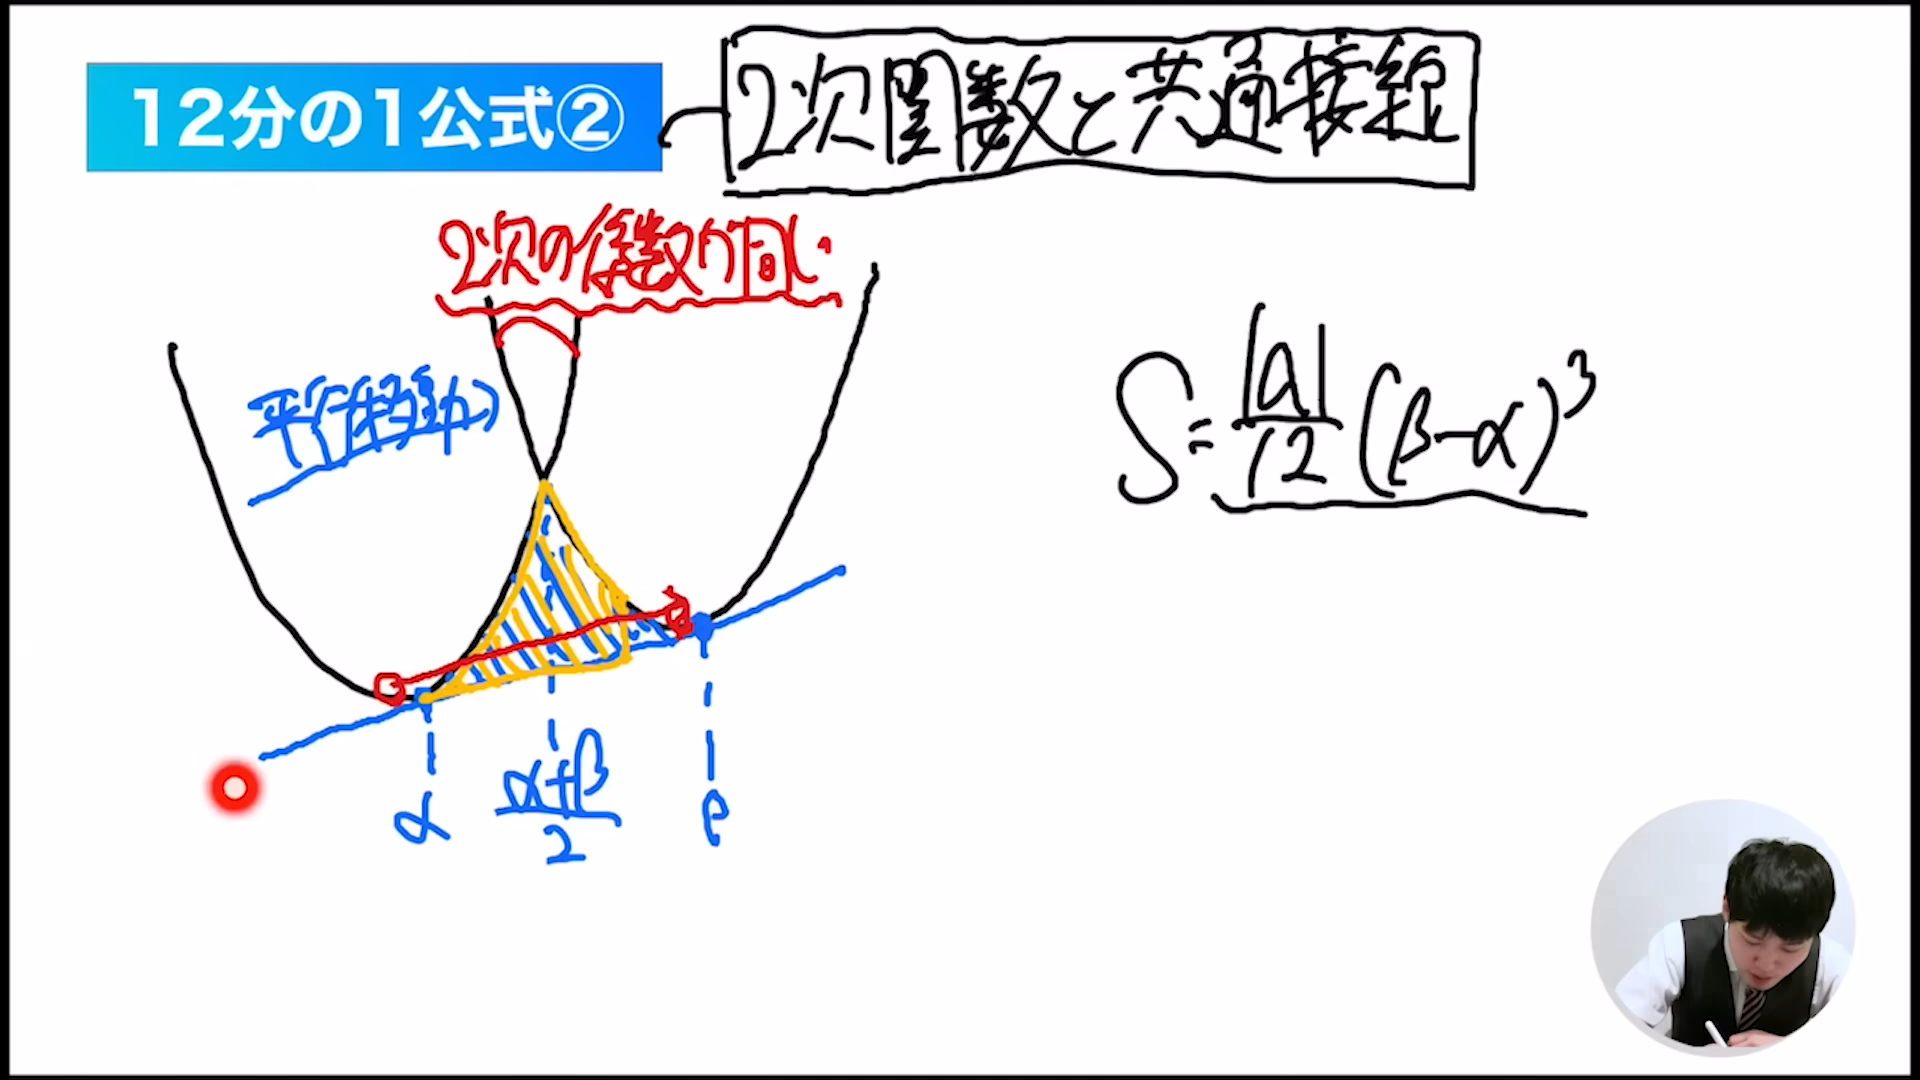 12分の1公式②
2次関数と共通接線
2次の係数が同じ
平行移動
S=|a|/12(β-α)³
α
α+β/2
β